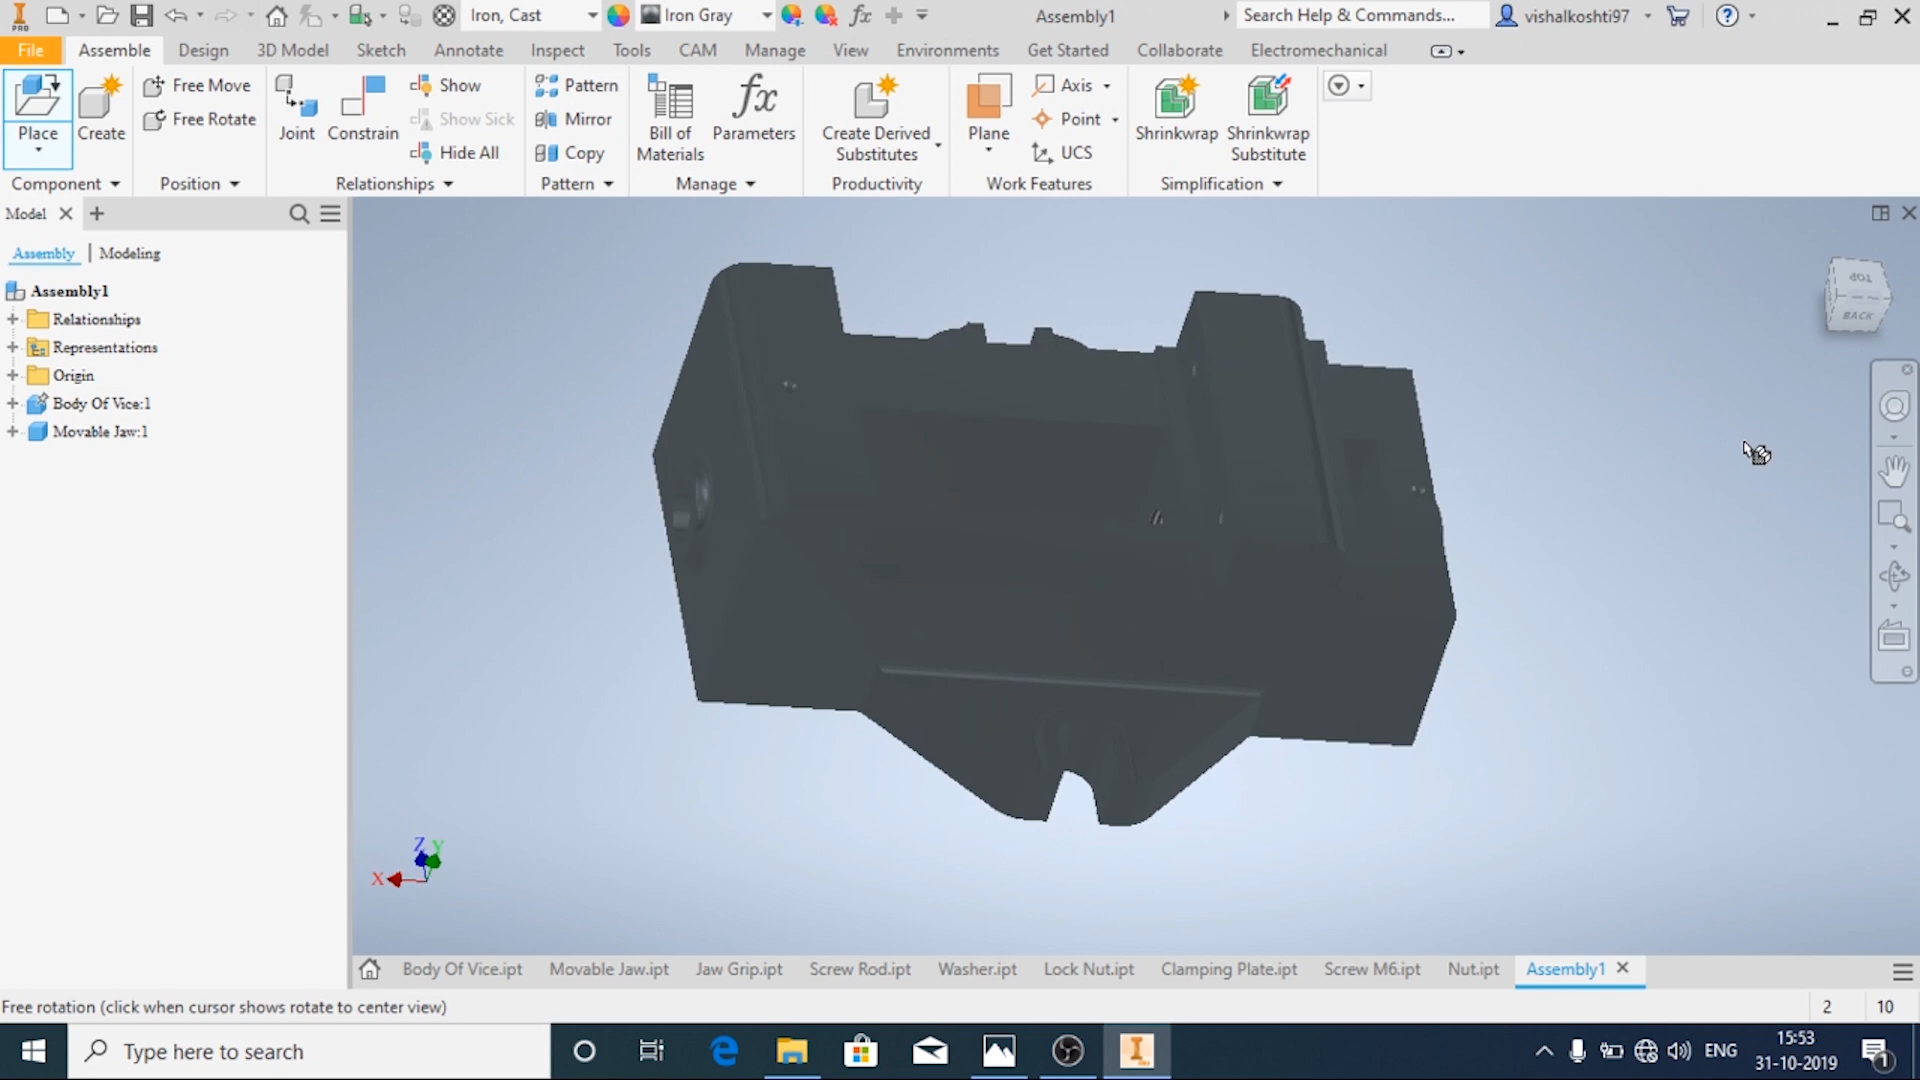 PRO
Iron, Cast
Iron Gray
fx
Assembly1
Search Help & Commands...
vishalkoshti97
?
File
Assemble
Design
3D Model
Sketch
Annotate
Inspect
Tools
CAM
Manage
View
Environments
Get Started
Collaborate
Electromechanical
Place
Create
Free Move
Free Rotate
Joint
Constrain
Show
Show Sick
Hide All
Pattern
Mirror
Copy
Bill of
Materials
fx
Parameters
Create Derived
Substitutes
Plane
Axis
Point
UCS
Shrinkwrap
Shrinkwrap
Substitute
Component
Position
Relationships
Pattern
Manage
Productivity
Work Features
Simplification
Model
Assembly
Modeling
Assembly1
Relationships
Representations
Origin
Body Of Vice:1
Movable Jaw:1
TOP
BACK
Z
Y
X
Body Of Vice.ipt
Movable Jaw.ipt
Jaw Grip.ipt
Screw Rod.ipt
Washer.ipt
Lock Nut.ipt
Clamping Plate.ipt
Screw M6.ipt
Nut.ipt
Assembly1
Free rotation (click when cursor shows rotate to center view)
2
10
Type here to search
ENG
15:53
31-10-2019
1